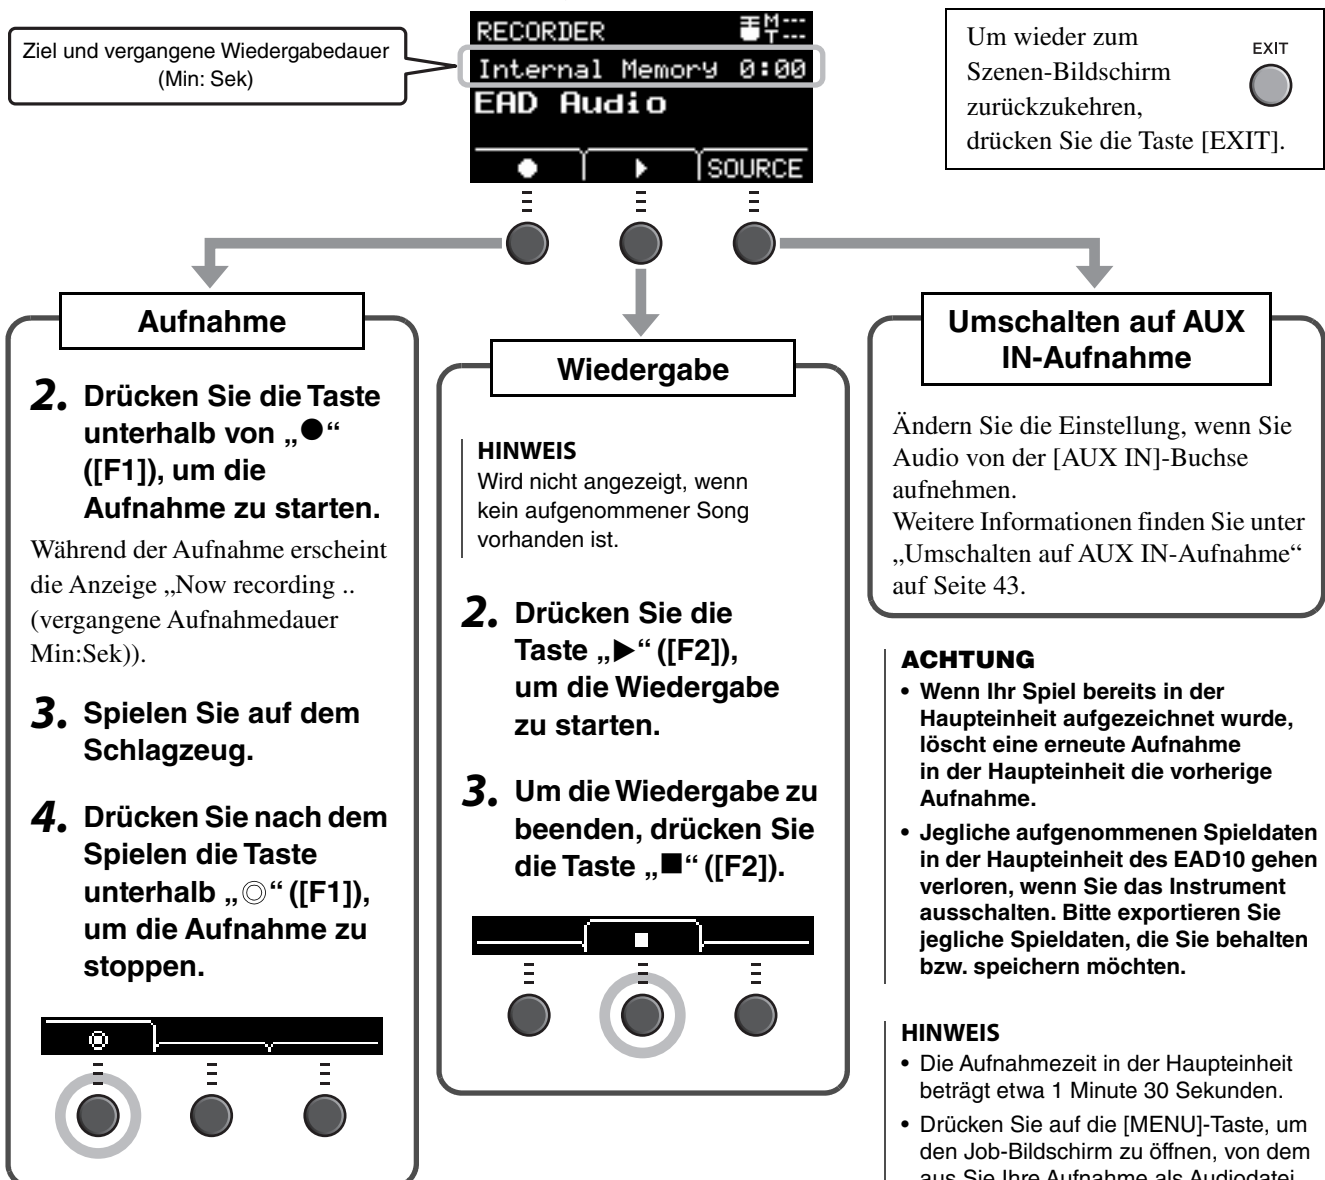 Ziel und vergangene Wiedergabedauer
(Min: Sek)
RECORDER
M---
T---
Internal Memory 0:00
EAD Audio
● ▶ SOURCE
Um wieder zum
Szenen-Bildschirm
zurückzukehren,
drücken Sie die Taste [EXIT].
EXIT
Aufnahme
2. Drücken Sie die Taste
unterhalb von „●“
([F1]), um die
Aufnahme zu starten.
Während der Aufnahme erscheint
die Anzeige „Now recording ..
(vergangene Aufnahmedauer
Min:Sek)).
3. Spielen Sie auf dem
Schlagzeug.
4. Drücken Sie nach dem
Spielen die Taste
unterhalb „◎“ ([F1]),
um die Aufnahme zu
stoppen.
◎
Wiedergabe
HINWEIS
Wird nicht angezeigt, wenn
kein aufgenommener Song
vorhanden ist.
2. Drücken Sie die
Taste „▶“ ([F2]),
um die Wiedergabe
zu starten.
3. Um die Wiedergabe zu
beenden, drücken Sie
die Taste „■“ ([F2]).
■
Umschalten auf AUX
IN-Aufnahme
Ändern Sie die Einstellung, wenn Sie
Audio von der [AUX IN]-Buchse
aufnehmen.
Weitere Informationen finden Sie unter
„Umschalten auf AUX IN-Aufnahme“
auf Seite 43.
ACHTUNG
• Wenn Ihr Spiel bereits in der
Haupteinheit aufgezeichnet wurde,
löscht eine erneute Aufnahme
in der Haupteinheit die vorherige
Aufnahme.
• Jegliche aufgenommenen Spieldaten
in der Haupteinheit des EAD10 gehen
verloren, wenn Sie das Instrument
ausschalten. Bitte exportieren Sie
jegliche Spieldaten, die Sie behalten
bzw. speichern möchten.
HINWEIS
• Die Aufnahmezeit in der Haupteinheit
beträgt etwa 1 Minute 30 Sekunden.
• Drücken Sie auf die [MENU]-Taste, um
den Job-Bildschirm zu öffnen, von dem
aus Sie Ihre Aufnahme als Audiodatei